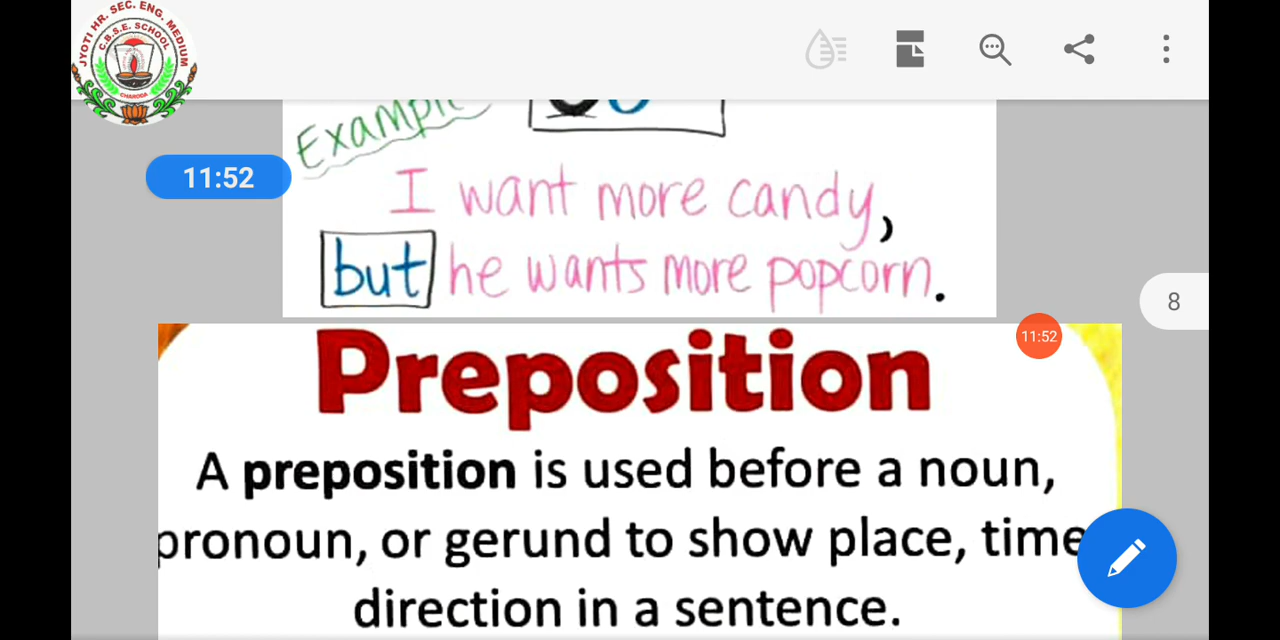 JYOTI HR. SEC. ENG. MEDIUM
C.B.S.E. SCHOOL
CHARODA
11:52
I want more candy,
but he wants more popcorn.
8
11:52
Preposition
A preposition is used before a noun,
pronoun, or gerund to show place, time
direction in a sentence.